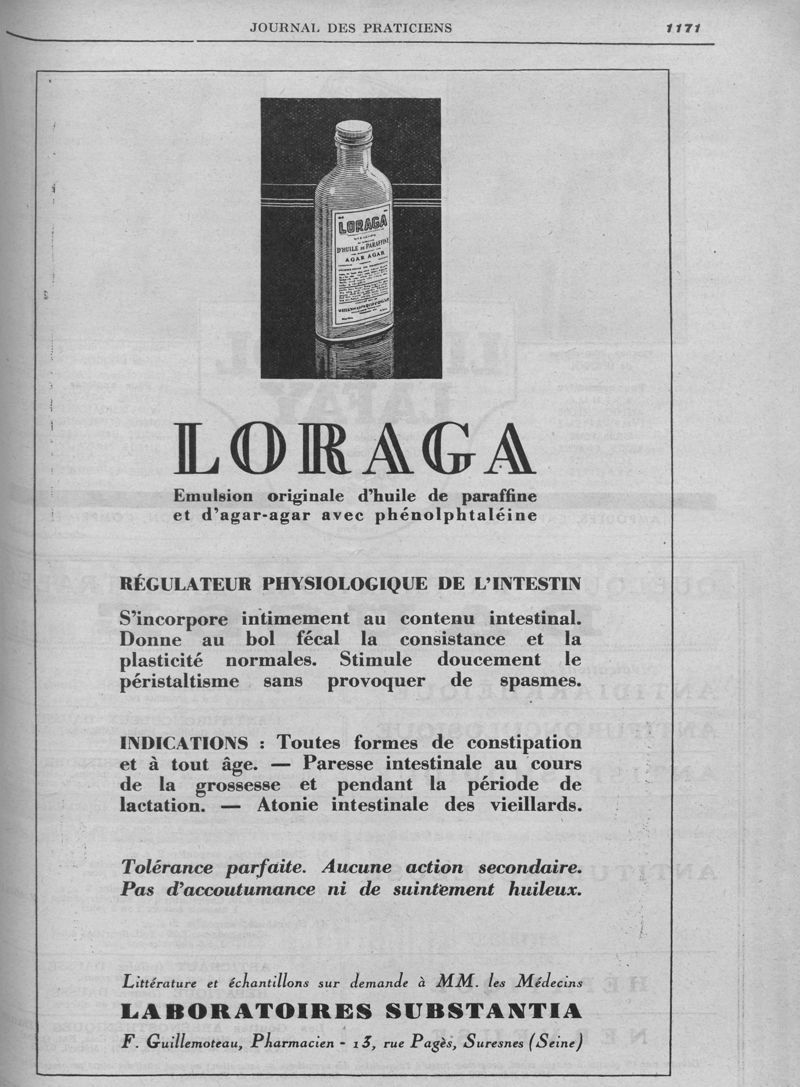 JOURNAL DES PRATICIENS 1171
LORAGA
D'HUILE DE PARAFFINE
AGAR AGAR
LORAGA
Emulsion originale d'huile de paraffine
et d'agar-agar avec phénolphtaléine
RÉGULATEUR PHYSIOLOGIQUE DE L'INTESTIN
S'incorpore intimement au contenu intestinal.
Donne au bol fécal la consistance et la
plasticité normales. Stimule doucement le
péristaltisme sans provoquer de spasmes.
INDICATIONS : Toutes formes de constipation
et à tout âge. — Paresse intestinale au cours
de la grossesse et pendant la période de
lactation. — Atonie intestinale des vieillards.
Tolérance parfaite. Aucune action secondaire.
Pas d'accoutumance ni de suintement huileux.
Littérature et échantillons sur demande à MM. les Médecins
LABORATOIRES SUBSTANTIA
F. Guillemoteau, Pharmacien - 13, rue Pagès, Suresnes (Seine)